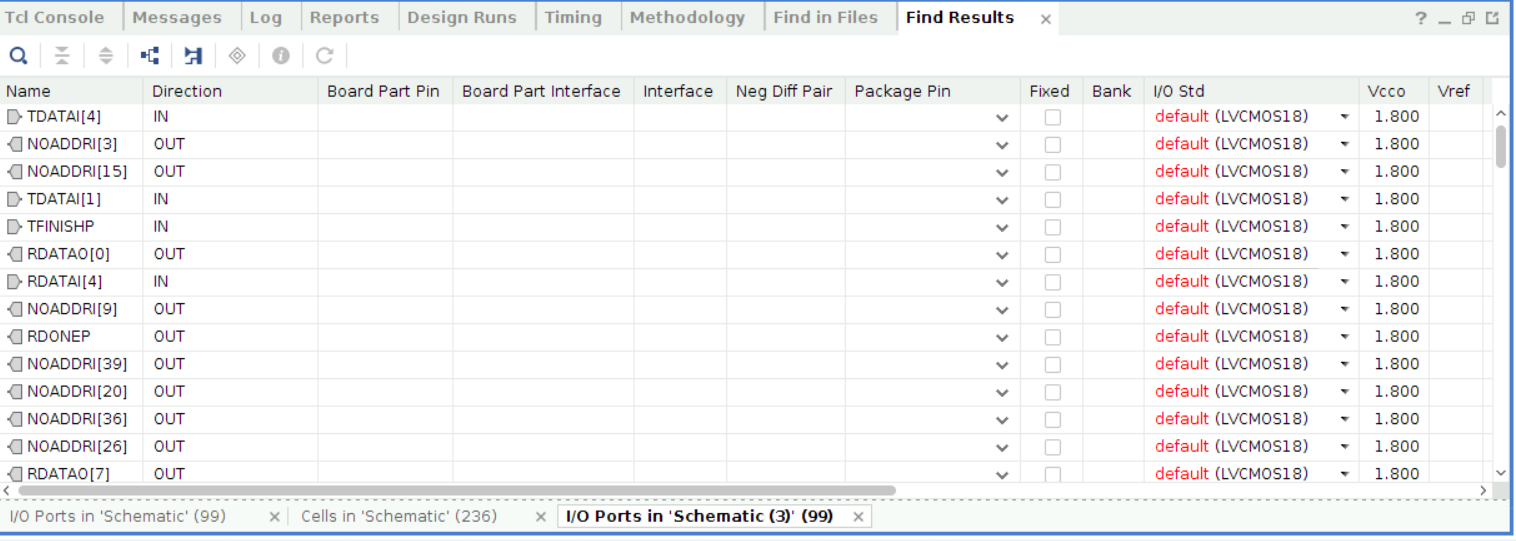 Tcl Console Messages Log Reports Design Runs Timing Methodology Find in Files Find Results × ? _
Name Direction Board Part Pin Board Part Interface Interface Neg Diff Pair Package Pin Fixed Bank I/O Std Vcco Vref
TDATAI[4] IN default (LVCMOS18) 1.800
NOADDRI[3] OUT default (LVCMOS18) 1.800
NOADDRI[15] OUT default (LVCMOS18) 1.800
TDATAI[1] IN default (LVCMOS18) 1.800
TFINISHP IN default (LVCMOS18) 1.800
RDATAO[0] OUT default (LVCMOS18) 1.800
RDATAI[4] IN default (LVCMOS18) 1.800
NOADDRI[9] OUT default (LVCMOS18) 1.800
RDONEP OUT default (LVCMOS18) 1.800
NOADDRI[39] OUT default (LVCMOS18) 1.800
NOADDRI[20] OUT default (LVCMOS18) 1.800
NOADDRI[36] OUT default (LVCMOS18) 1.800
NOADDRI[26] OUT default (LVCMOS18) 1.800
RDATAO[7] OUT default (LVCMOS18) 1.800
I/O Ports in 'Schematic' (99) × Cells in 'Schematic' (236) × I/O Ports in 'Schematic (3)' (99) ×